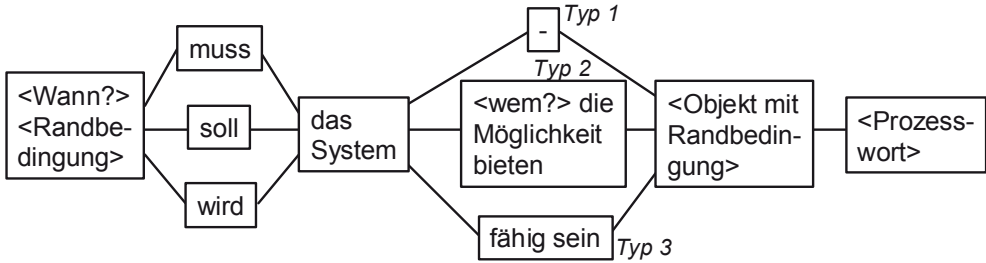 <Wann?>
<Randbe-
dingung>
muss
soll
wird
das
System
-
Typ 1
Typ 2
<wem?> die
Möglichkeit
bieten
fähig sein
Typ 3
<Objekt mit
Randbedin-
gung>
<Prozess-
wort>